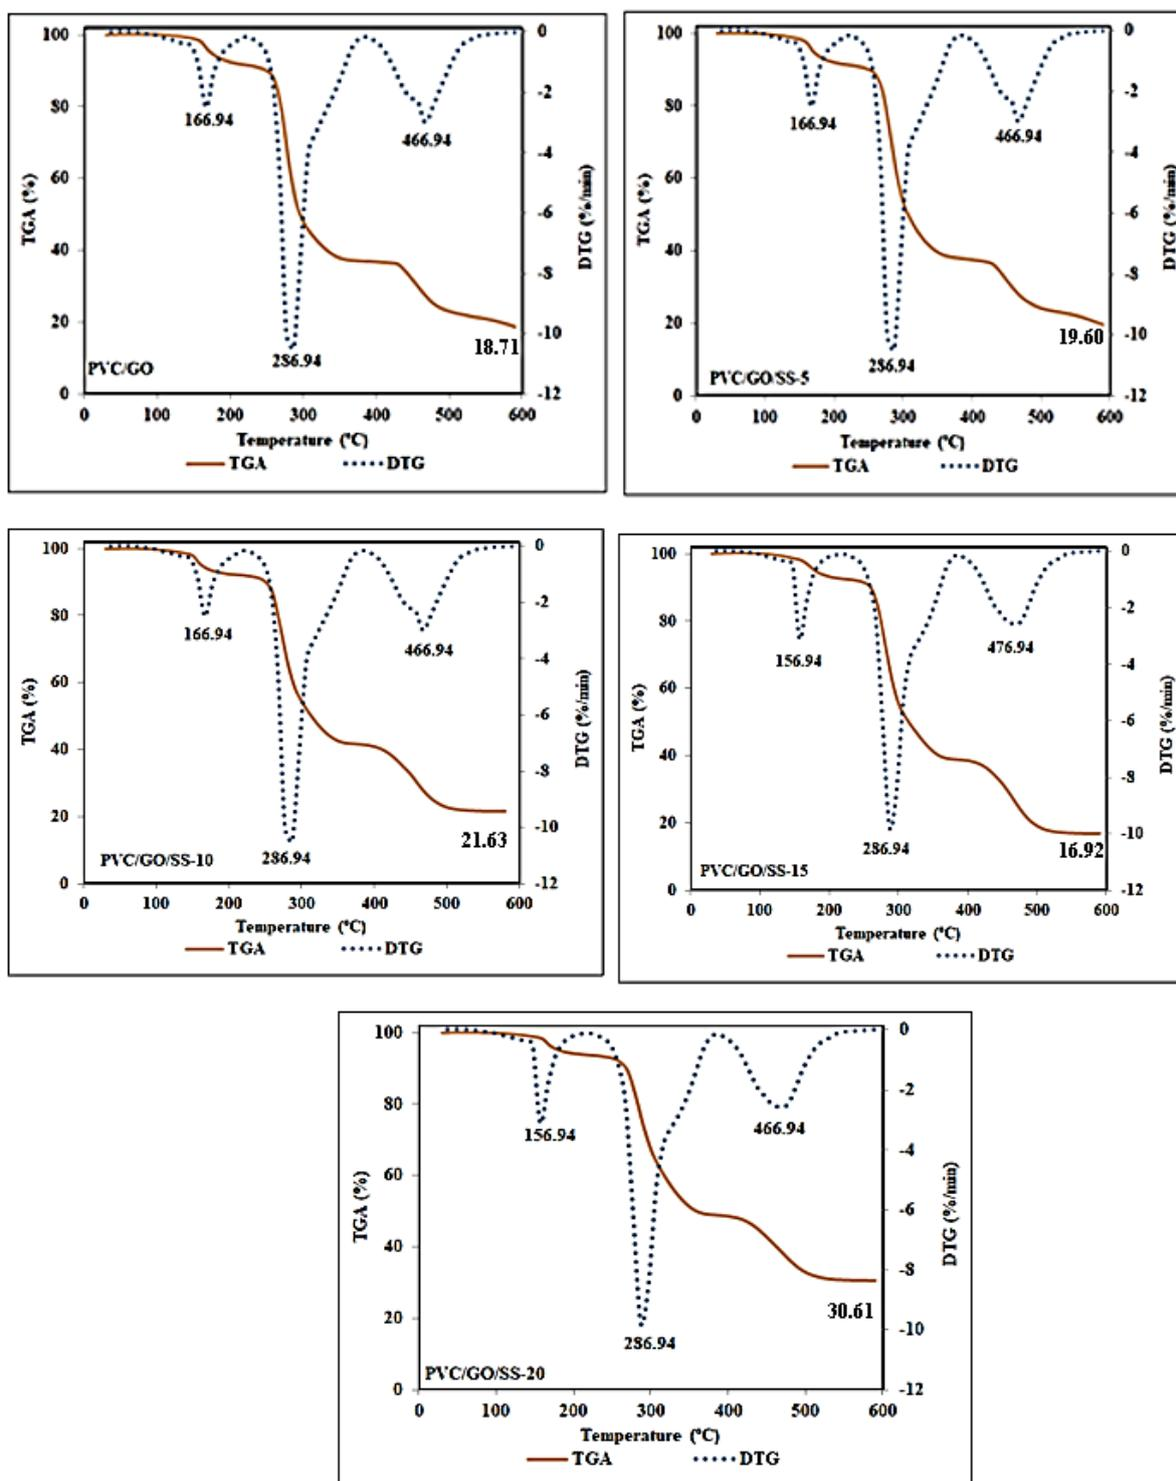 100
80
60
40
20
0
TGA (%)
0
-2
-4
-6
-8
-10
-12
DTG (%/min)
166.94
466.94
286.94
18.71
PVC/GO
0 100 200 300 400 500 600
Temperature (ºC)
TGA DTG
100
80
60
40
20
0
TGA (%)
0
-2
-4
-6
-8
-10
-12
DTG (%/min)
166.94
466.94
286.94
19.60
PVC/GO/SS-5
0 100 200 300 400 500 600
Temperature (ºC)
TGA DTG
100
80
60
40
20
0
TGA (%)
0
-2
-4
-6
-8
-10
-12
DTG (%/min)
166.94
466.94
286.94
21.63
PVC/GO/SS-10
0 100 200 300 400 500 600
Temperature (ºC)
TGA DTG
100
80
60
40
20
0
TGA (%)
0
-2
-4
-6
-8
-10
-12
DTG (%/min)
156.94
476.94
286.94
16.92
PVC/GO/SS-15
0 100 200 300 400 500 600
Temperature (ºC)
TGA DTG
100
80
60
40
20
0
TGA (%)
0
-2
-4
-6
-8
-10
-12
DTG (%/min)
156.94
466.94
286.94
30.61
PVC/GO/SS-20
0 100 200 300 400 500 600
Temperature (ºC)
TGA DTG